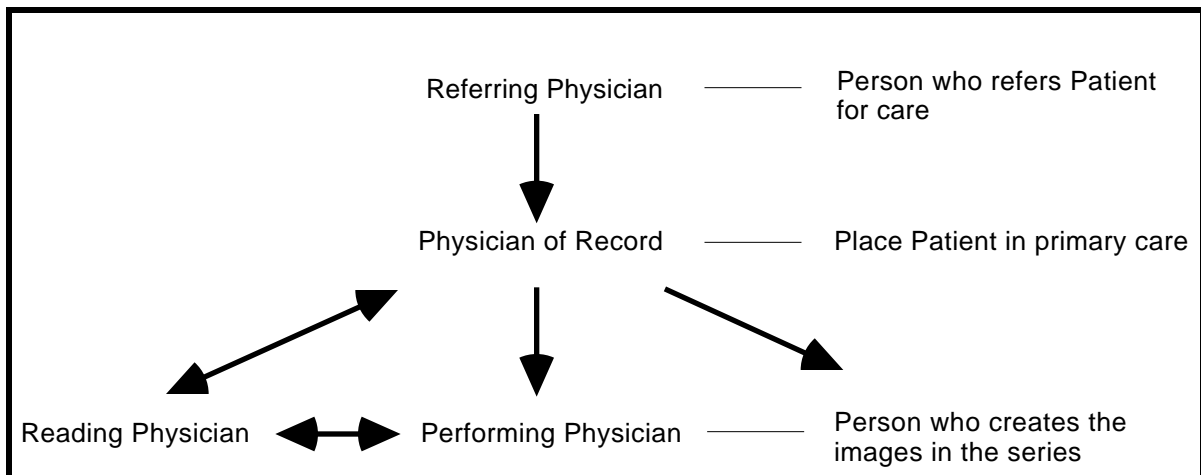 Referring Physician
Person who refers Patient
for care
Physician of Record
Place Patient in primary care
Reading Physician
Performing Physician
Person who creates the
images in the series